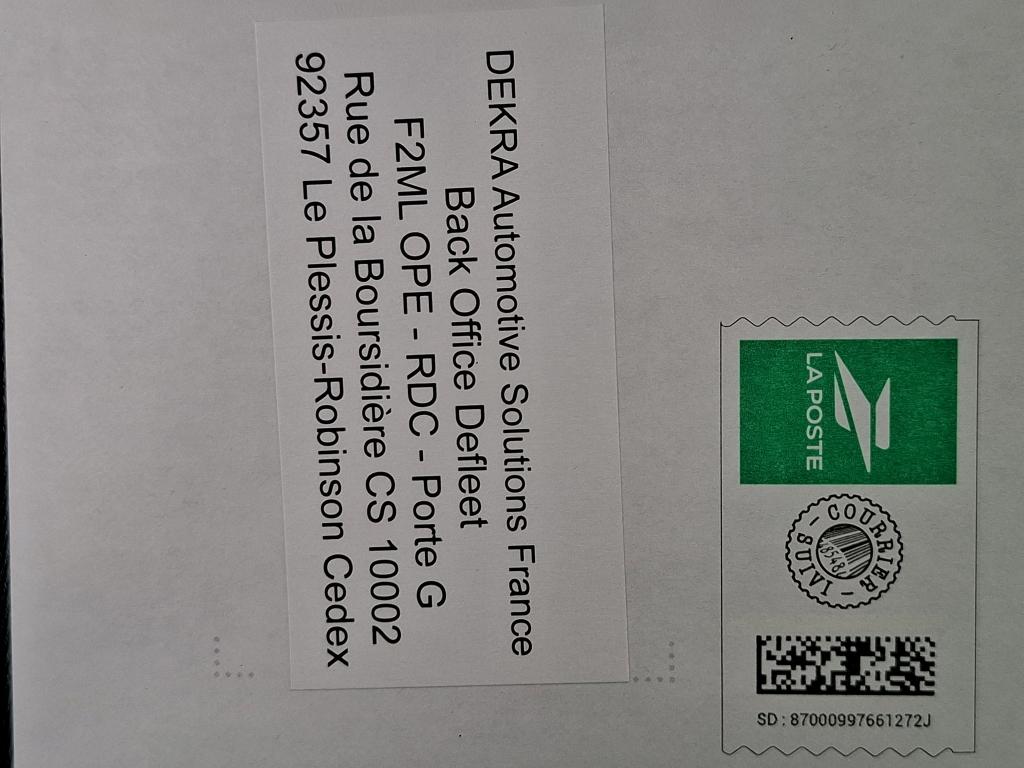 DEKRA Automotive Solutions France
Back Office Defleet
F2ML OPE - RDC - Porte G
Rue de la Boursidière CS 10002
92357 Le Plessis-Robinson Cedex
LA POSTE
- COURRIER -
SUIVI
SD : 87000997661272J